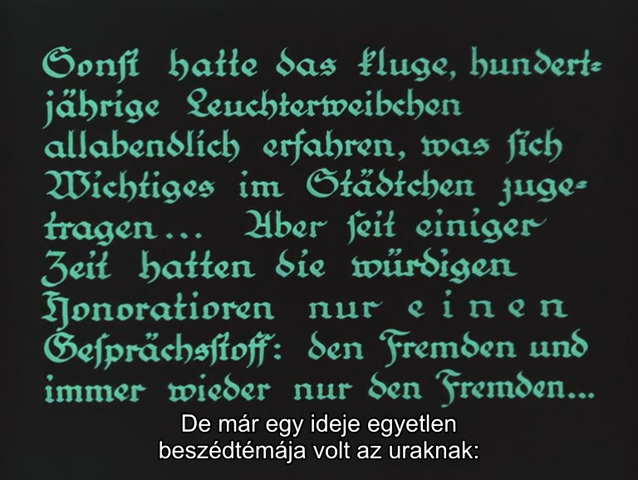 Sonst hatte das kluge, hundert=
jährige Leuchterweibchen
allabendlich erfahren, was sich
Wichtiges im Städtchen zuge=
tragen... Aber seit einiger
Zeit hatten die würdigen
Honoratioren nur einen
Gesprächsstoff: den Fremden und
immer wieder nur den Fremden...
De már egy ideje egyetlen
beszédtémája volt az uraknak: